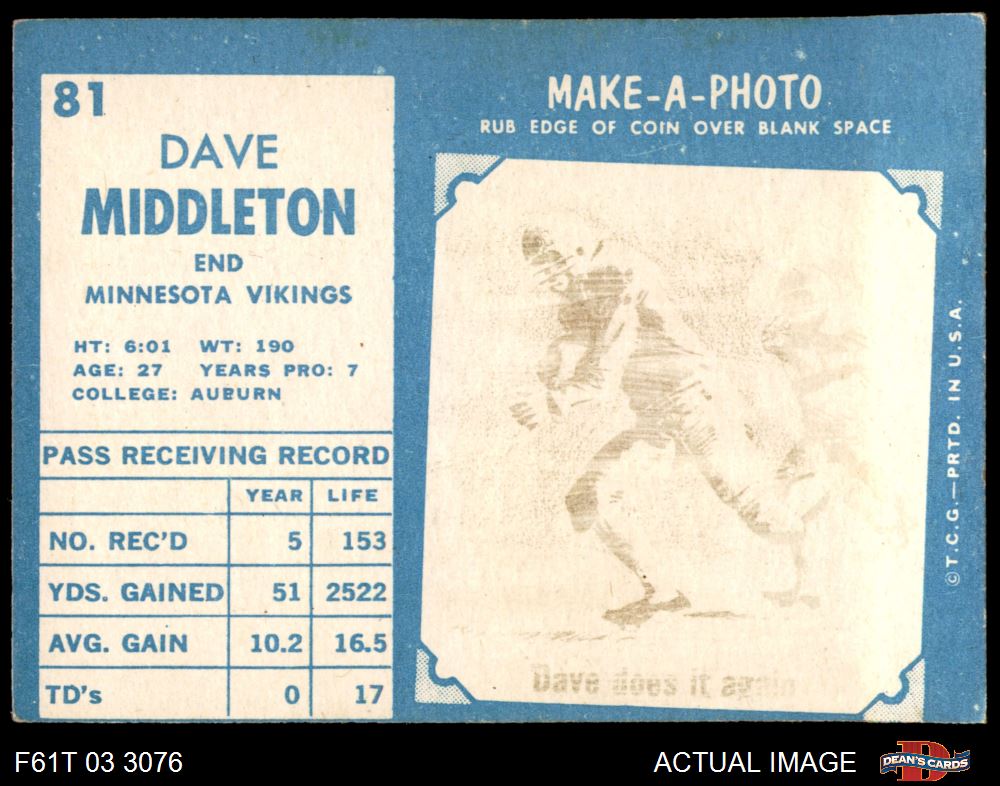 81
DAVE
MIDDLETON
END
MINNESOTA VIKINGS
HT: 6:01 WT: 190
AGE: 27 YEARS PRO: 7
COLLEGE: AUBURN
PASS RECEIVING RECORD
YEAR LIFE
NO. REC'D 5 153
YDS. GAINED 51 2522
AVG. GAIN 10.2 16.5
TD's 0 17
MAKE-A-PHOTO
RUB EDGE OF COIN OVER BLANK SPACE
Dave does it again
©T.C.G.—PRTD. IN U.S.A.
F61T 03 3076
ACTUAL IMAGE
D
DEAN'S CARDS